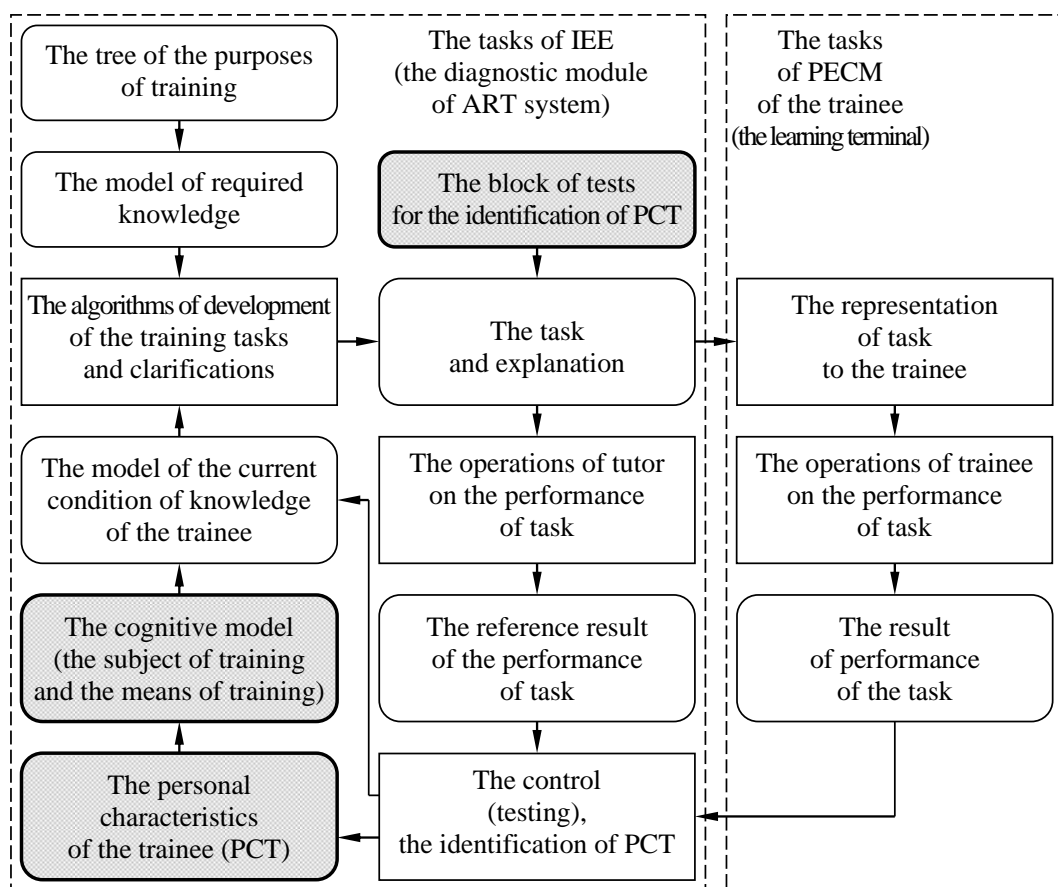 The tree of the purposes
of training
The tasks of IEE
(the diagnostic module
of ART system)
The tasks
of PECM
of the trainee
(the learning terminal)
The model of required
knowledge
The block of tests
for the identification of PCT
The algorithms of development
of the training tasks
and clarifications
The task
and explanation
The representation
of task
to the trainee
The model of the current
condition of knowledge
of the trainee
The operations of tutor
on the performance
of task
The operations of trainee
on the performance
of task
The cognitive model
(the subject of training
and the means of training)
The reference result
of the performance
of task
The result
of performance
of the task
The personal
characteristics
of the trainee (PCT)
The control
(testing),
the identification of PCT